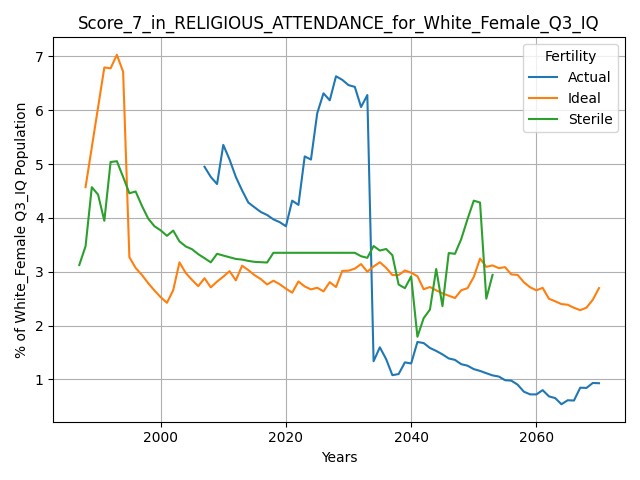 Score_7_in_RELIGIOUS_ATTENDANCE_for_White_Female_Q3_IQ
Fertility
Actual
Ideal
Sterile
% of White_Female Q3_IQ Population
7
6
5
4
3
2
1
2000 2020 2040 2060
Years